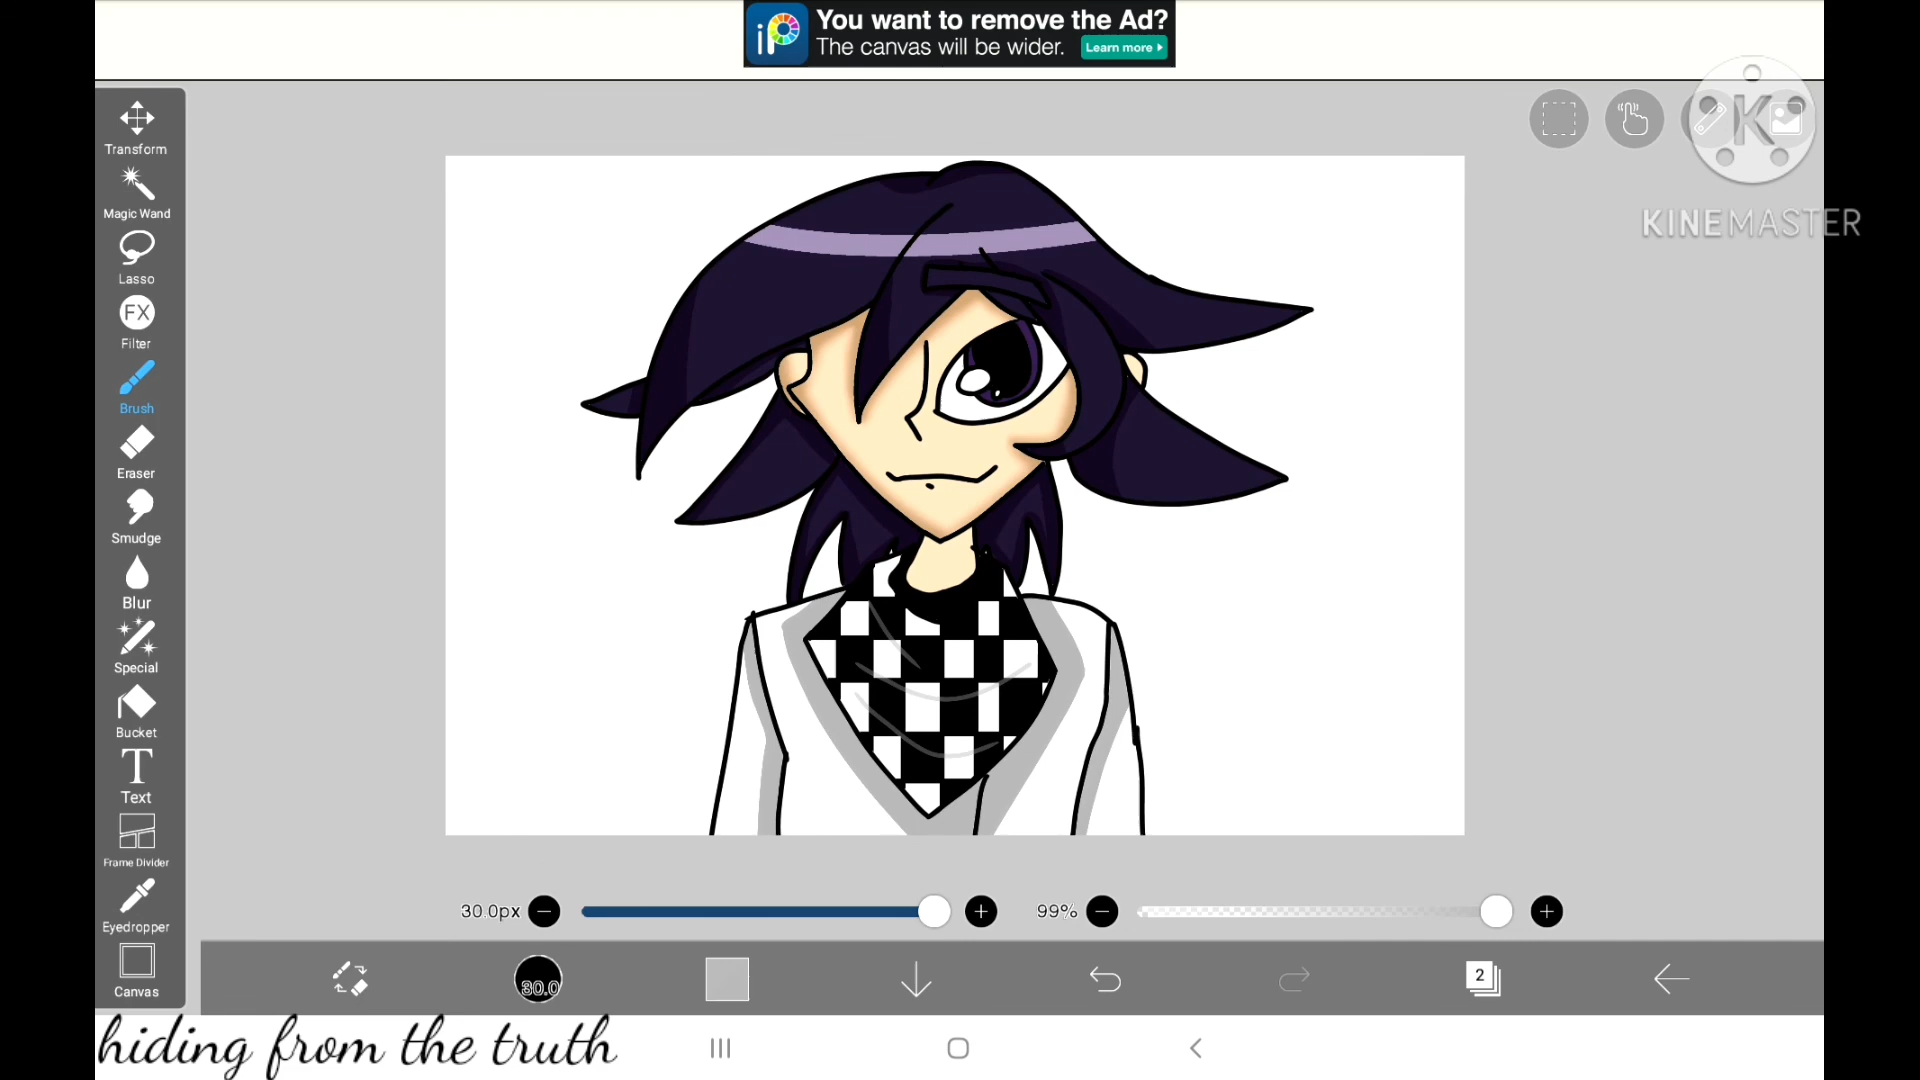 You want to remove the Ad?
iP
The canvas will be wider. Learn more
KINEMASTER
K
Transform
Magic Wand
Lasso
FX
Filter
Brush
Eraser
Smudge
Blur
Special
Bucket
T
Text
Frame Divider
Eyedropper
Canvas
30.0px
99%
30.0
2
hiding from the truth